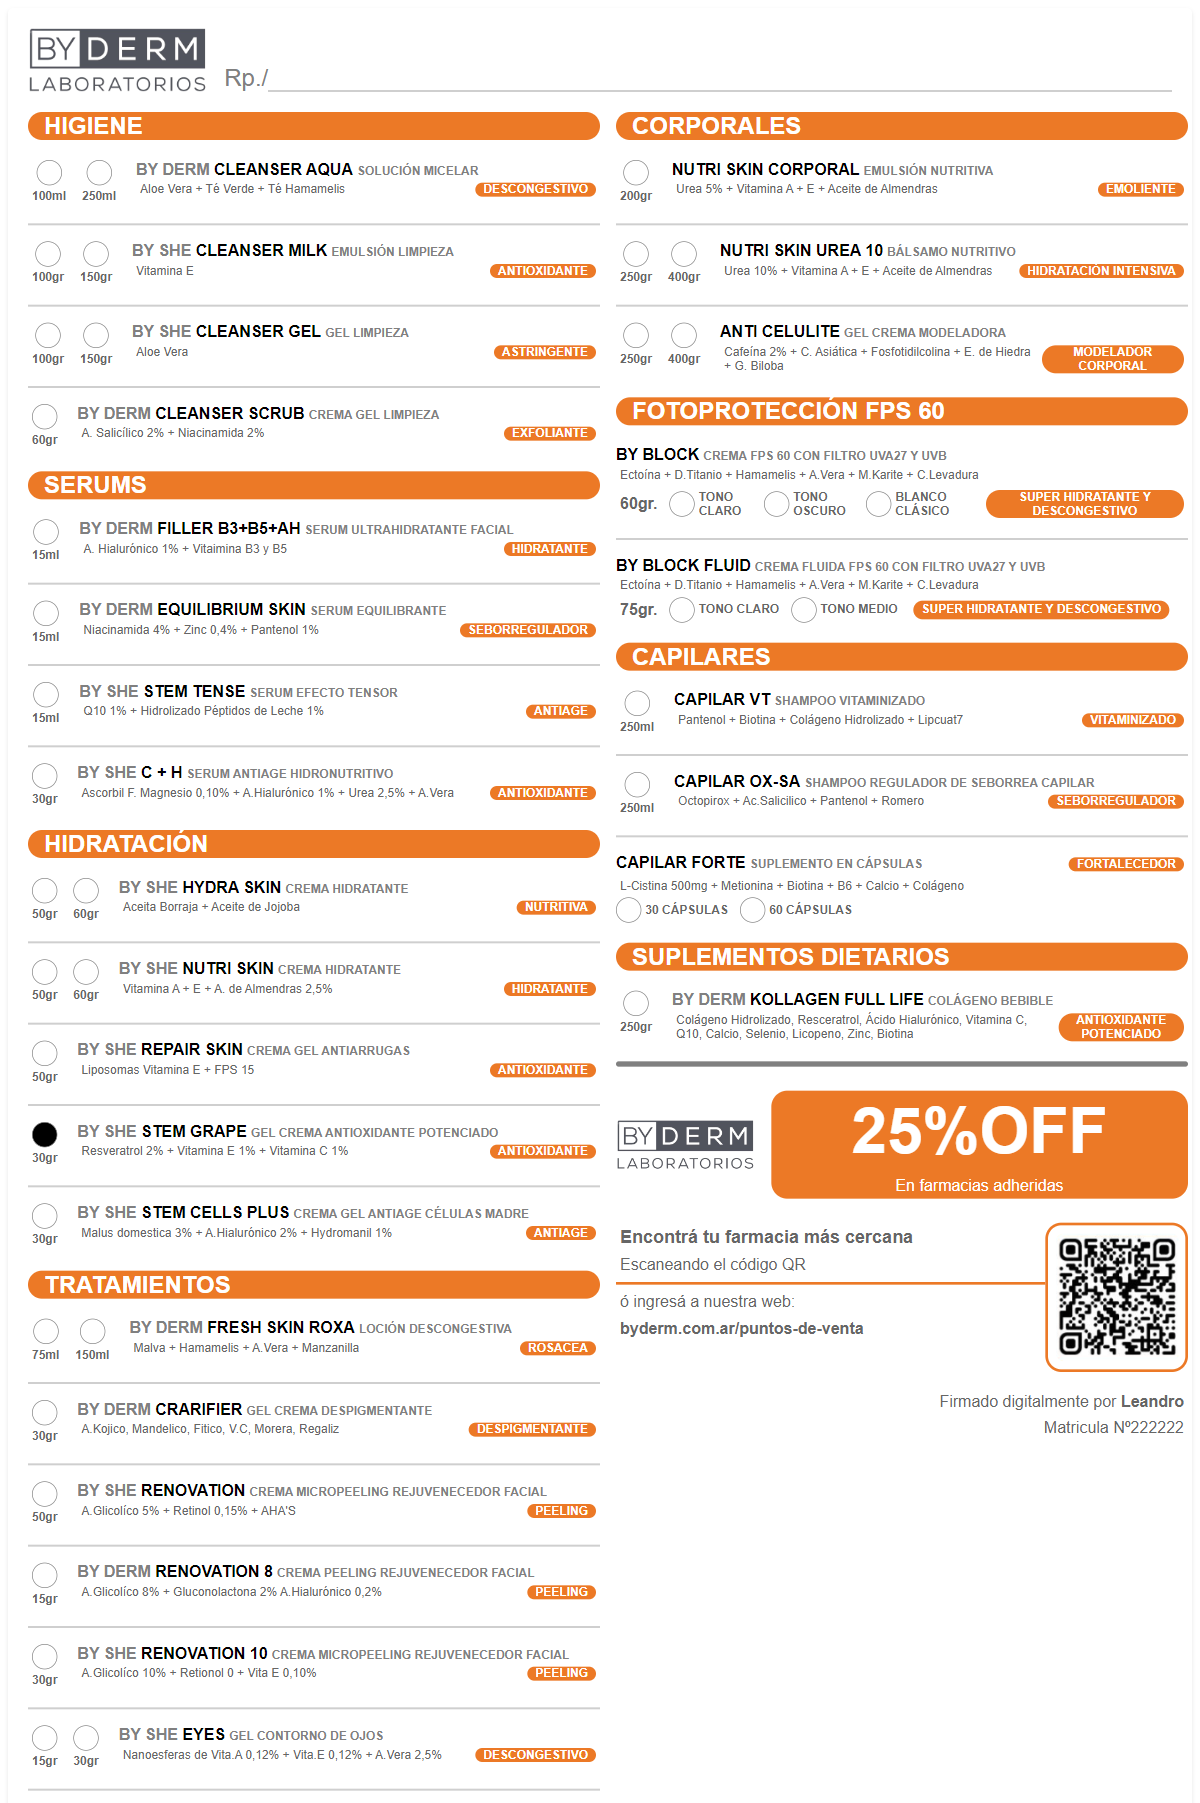 BY DERM
LABORATORIOS
Rp./
HIGIENE
100ml 250ml
BY DERM CLEANSER AQUA SOLUCIÓN MICELAR
Aloe Vera + Té Verde + Té Hamamelis
DESCONGESTIVO
100gr 150gr
BY SHE CLEANSER MILK EMULSIÓN LIMPIEZA
Vitamina E
ANTIOXIDANTE
100gr 150gr
BY SHE CLEANSER GEL GEL LIMPIEZA
Aloe Vera
ASTRINGENTE
60gr
BY DERM CLEANSER SCRUB CREMA GEL LIMPIEZA
A. Salicílico 2% + Niacinamida 2%
EXFOLIANTE
SERUMS
15ml
BY DERM FILLER B3+B5+AH SERUM ULTRAHIDRATANTE FACIAL
A. Hialurónico 1% + Vitaimina B3 y B5
HIDRATANTE
15ml
BY DERM EQUILIBRIUM SKIN SERUM EQUILIBRANTE
Niacinamida 4% + Zinc 0,4% + Pantenol 1%
SEBORREGULADOR
15ml
BY SHE STEM TENSE SERUM EFECTO TENSOR
Q10 1% + Hidrolizado Péptidos de Leche 1%
ANTIAGE
30gr
BY SHE C + H SERUM ANTIAGE HIDRONUTRITIVO
Ascorbil F. Magnesio 0,10% + A.Hialurónico 1% + Urea 2,5% + A.Vera
ANTIOXIDANTE
HIDRATACIÓN
50gr 60gr
BY SHE HYDRA SKIN CREMA HIDRATANTE
Aceita Borraja + Aceite de Jojoba
NUTRITIVA
50gr 60gr
BY SHE NUTRI SKIN CREMA HIDRATANTE
Vitamina A + E + A. de Almendras 2,5%
HIDRATANTE
50gr
BY SHE REPAIR SKIN CREMA GEL ANTIARRUGAS
Liposomas Vitamina E + FPS 15
ANTIOXIDANTE
30gr
BY SHE STEM GRAPE GEL CREMA ANTIOXIDANTE POTENCIADO
Resveratrol 2% + Vitamina E 1% + Vitamina C 1%
ANTIOXIDANTE
30gr
BY SHE STEM CELLS PLUS CREMA GEL ANTIAGE CÉLULAS MADRE
Malus domestica 3% + A.Hialurónico 2% + Hydromanil 1%
ANTIAGE
TRATAMIENTOS
75ml 150ml
BY DERM FRESH SKIN ROXA LOCIÓN DESCONGESTIVA
Malva + Hamamelis + A.Vera + Manzanilla
ROSACEA
30gr
BY DERM CRARIFIER GEL CREMA DESPIGMENTANTE
A.Kojico, Mandelico, Fitico, V.C, Morera, Regaliz
DESPIGMENTANTE
50gr
BY SHE RENOVATION CREMA MICROPEELING REJUVENECEDOR FACIAL
A.Glicolíco 5% + Retinol 0,15% + AHA'S
PEELING
15gr
BY DERM RENOVATION 8 CREMA PEELING REJUVENECEDOR FACIAL
A.Glicolíco 8% + Gluconolactona 2% A.Hialurónico 0,2%
PEELING
30gr
BY SHE RENOVATION 10 CREMA MICROPEELING REJUVENECEDOR FACIAL
A.Glicolíco 10% + Retionol 0 + Vita E 0,10%
PEELING
15gr 30gr
BY SHE EYES GEL CONTORNO DE OJOS
Nanoesferas de Vita.A 0,12% + Vita.E 0,12% + A.Vera 2,5%
DESCONGESTIVO
CORPORALES
200gr
NUTRI SKIN CORPORAL EMULSIÓN NUTRITIVA
Urea 5% + Vitamina A + E + Aceite de Almendras
EMOLIENTE
250gr 400gr
NUTRI SKIN UREA 10 BÁLSAMO NUTRITIVO
Urea 10% + Vitamina A + E + Aceite de Almendras
HIDRATACIÓN INTENSIVA
250gr 400gr
ANTI CELULITE GEL CREMA MODELADORA
Cafeína 2% + C. Asiática + Fosfotidilcolina + E. de Hiedra
+ G. Biloba
MODELADOR
CORPORAL
FOTOPROTECCIÓN FPS 60
BY BLOCK CREMA FPS 60 CON FILTRO UVA27 Y UVB
Ectoína + D.Titanio + Hamamelis + A.Vera + M.Karite + C.Levadura
60gr.
TONO
CLARO
TONO
OSCURO
BLANCO
CLÁSICO
SUPER HIDRATANTE Y
DESCONGESTIVO
BY BLOCK FLUID CREMA FLUIDA FPS 60 CON FILTRO UVA27 Y UVB
Ectoína + D.Titanio + Hamamelis + A.Vera + M.Karite + C.Levadura
75gr. TONO CLARO TONO MEDIO SUPER HIDRATANTE Y DESCONGESTIVO
CAPILARES
250ml
CAPILAR VT SHAMPOO VITAMINIZADO
Pantenol + Biotina + Colágeno Hidrolizado + Lipcuat7
VITAMINIZADO
250ml
CAPILAR OX-SA SHAMPOO REGULADOR DE SEBORREA CAPILAR
Octopirox + Ac.Salicilico + Pantenol + Romero
SEBORREGULADOR
CAPILAR FORTE SUPLEMENTO EN CÁPSULAS
FORTALECEDOR
L-Cistina 500mg + Metionina + Biotina + B6 + Calcio + Colágeno
30 CÁPSULAS 60 CÁPSULAS
SUPLEMENTOS DIETARIOS
250gr
BY DERM KOLLAGEN FULL LIFE COLÁGENO BEBIBLE
Colágeno Hidrolizado, Resceratrol, Ácido Hialurónico, Vitamina C,
Q10, Calcio, Selenio, Licopeno, Zinc, Biotina
ANTIOXIDANTE
POTENCIADO
BY DERM
LABORATORIOS
25%OFF
En farmacias adheridas
Encontrá tu farmacia más cercana
Escaneando el código QR
ó ingresá a nuestra web:
byderm.com.ar/puntos-de-venta
Firmado digitalmente por Leandro
Matricula Nº222222